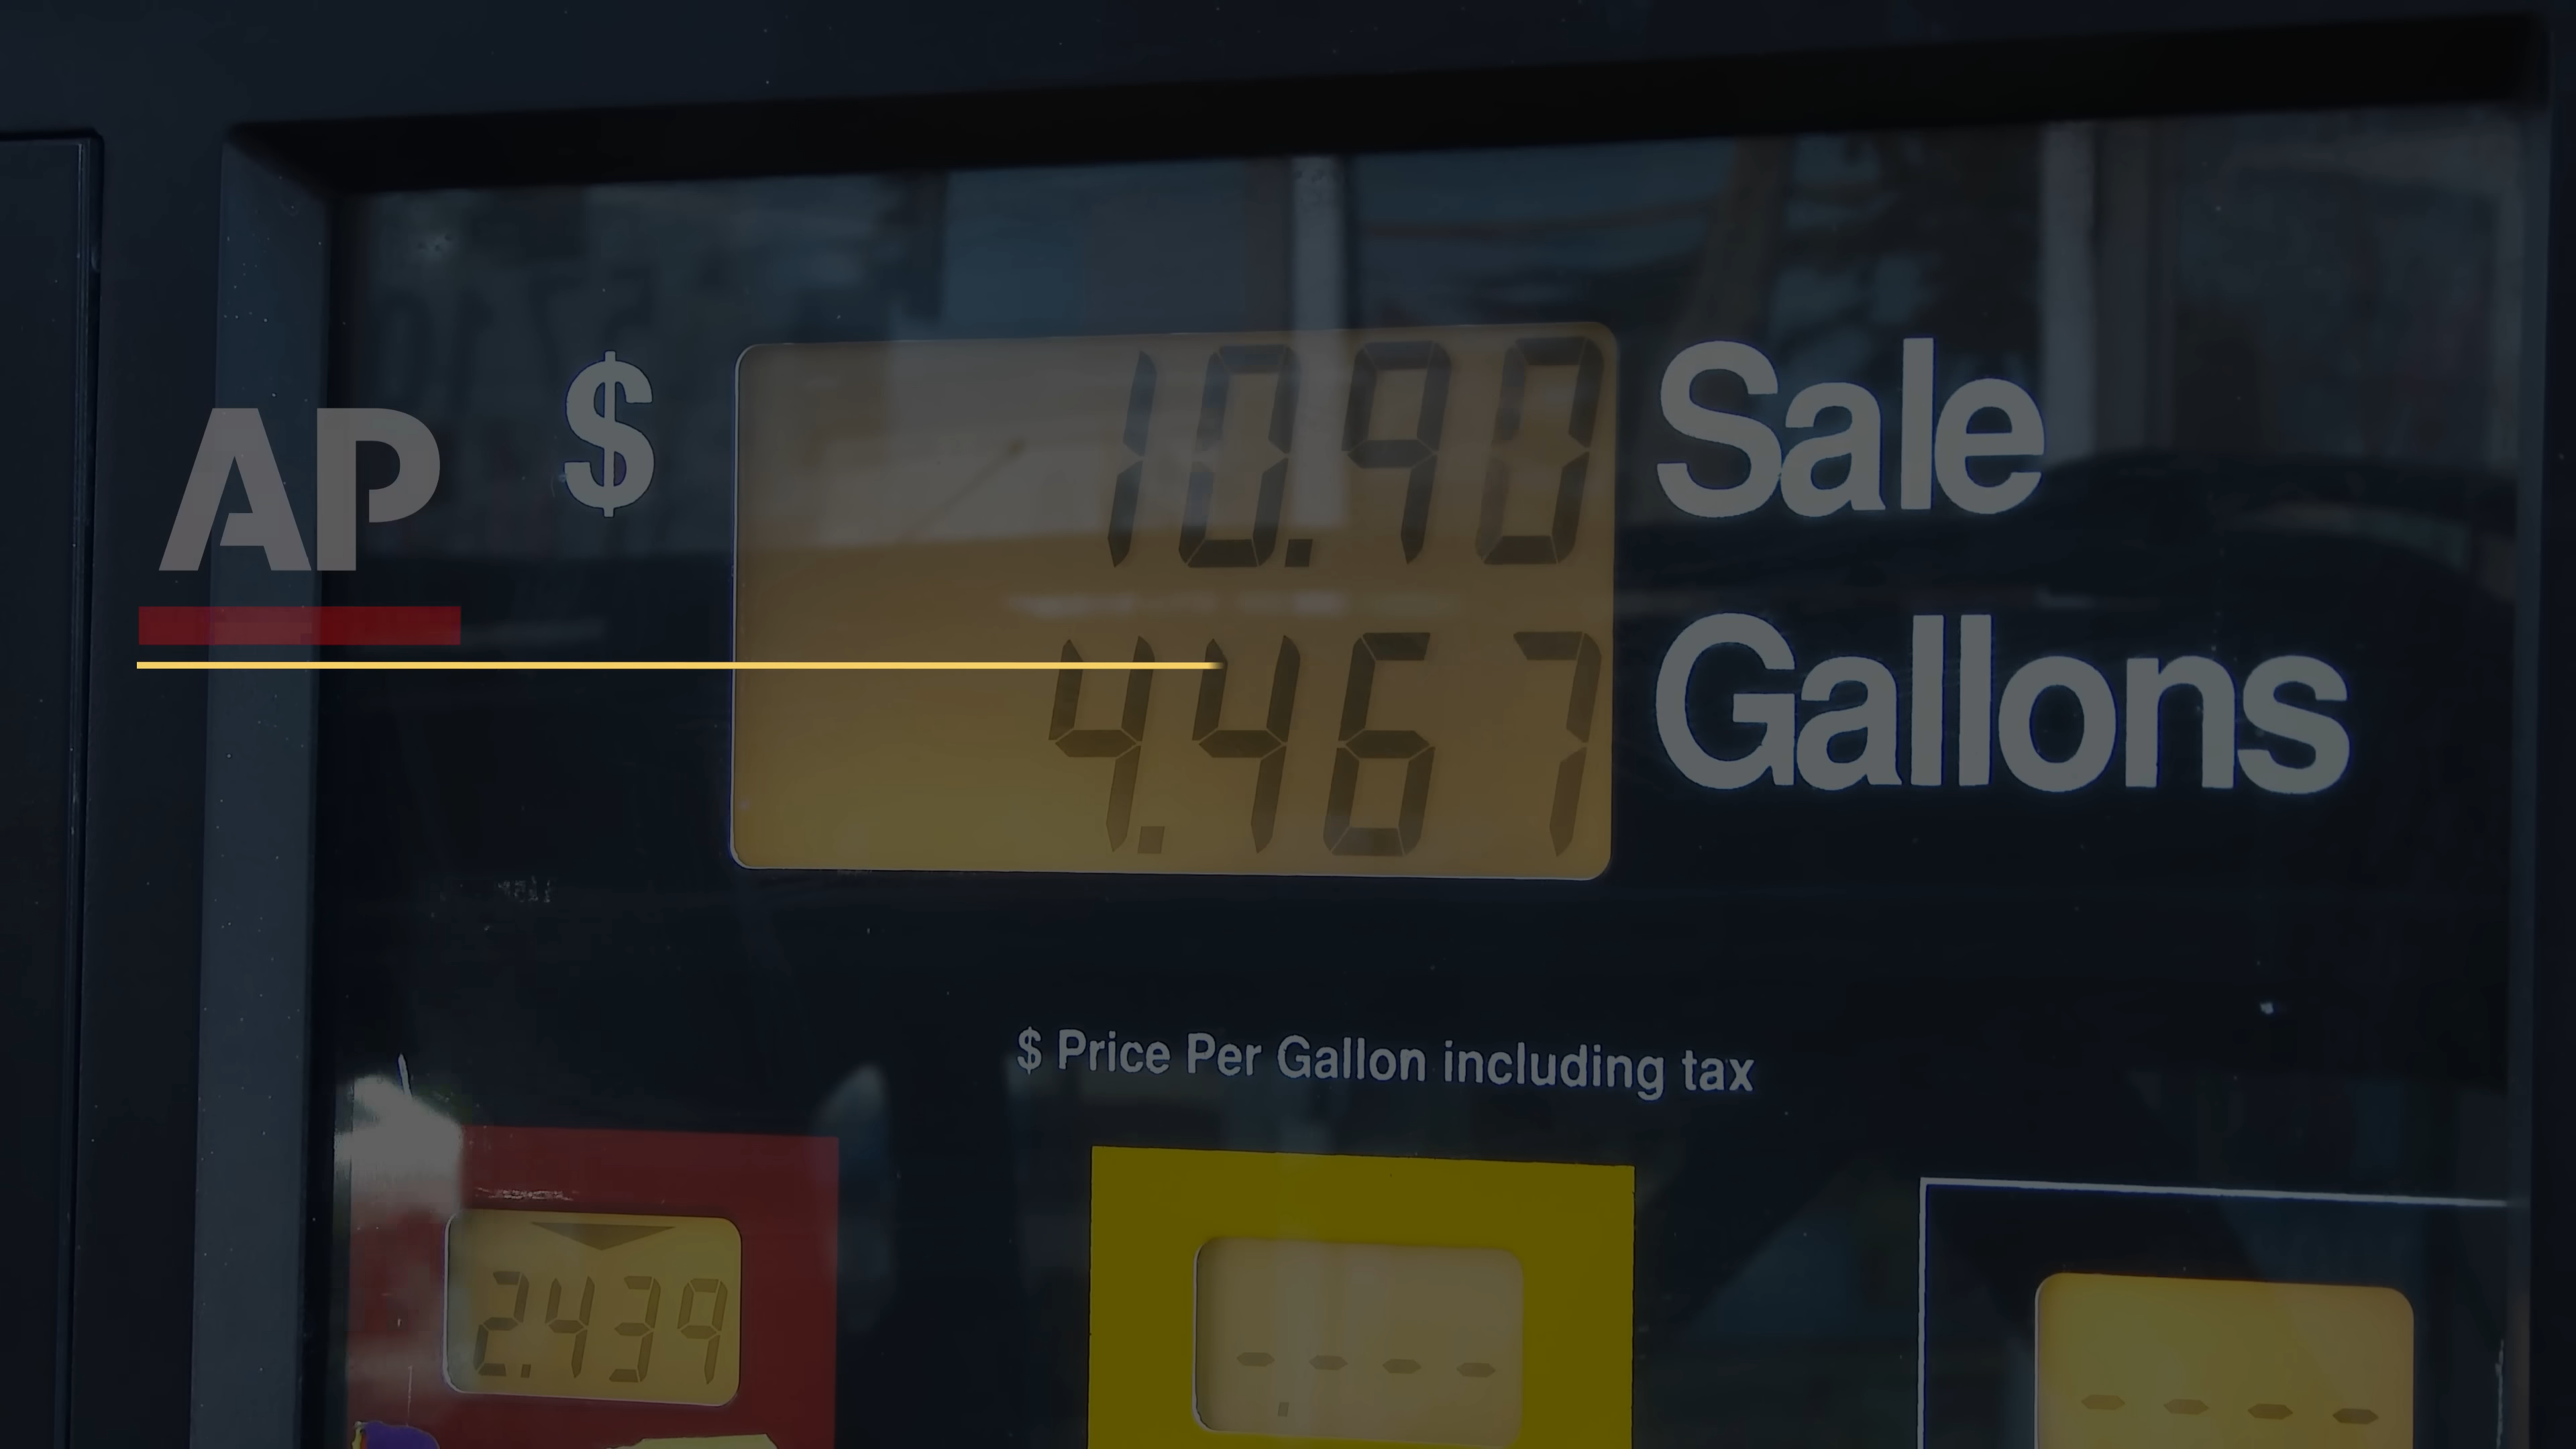 AP
$ 10.90 Sale
4.467 Gallons
$ Price Per Gallon including tax
2.439
- -.- -
- - - -